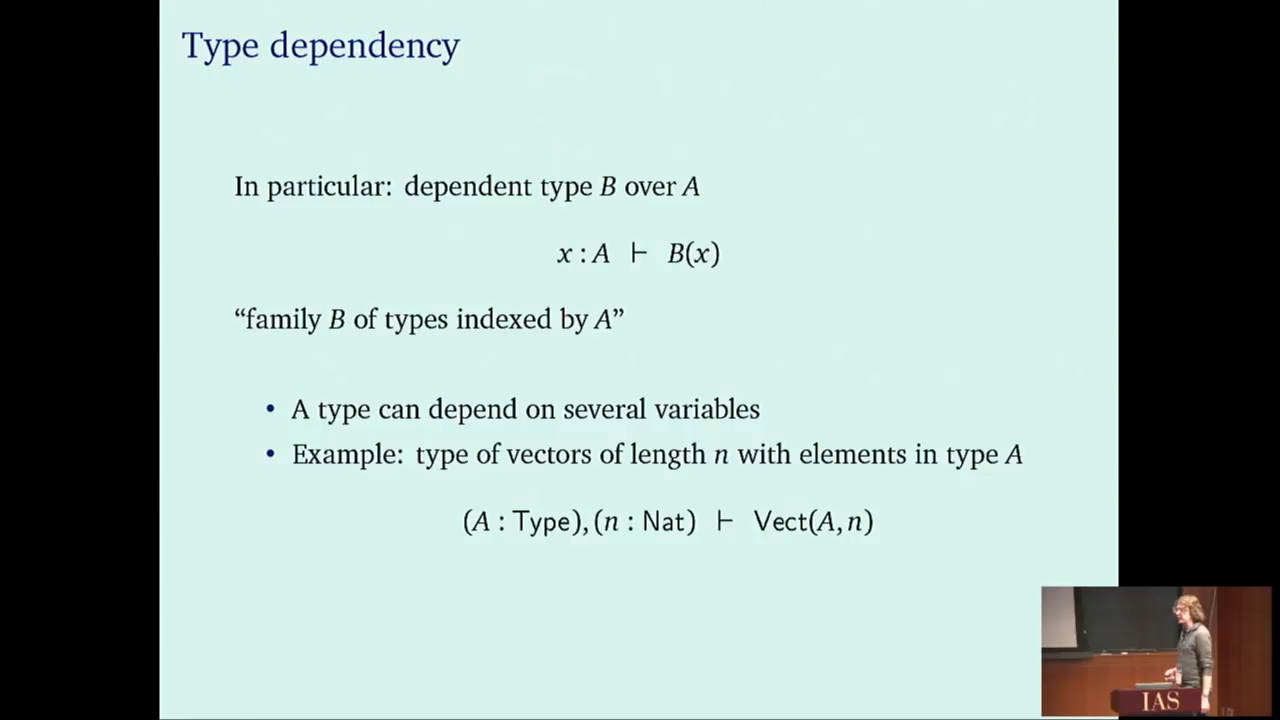 Type dependency
In particular: dependent type B over A
x : A ⊢ B(x)
“family B of types indexed by A”
• A type can depend on several variables
• Example: type of vectors of length n with elements in type A
(A : Type), (n : Nat) ⊢ Vect(A, n)
IAS